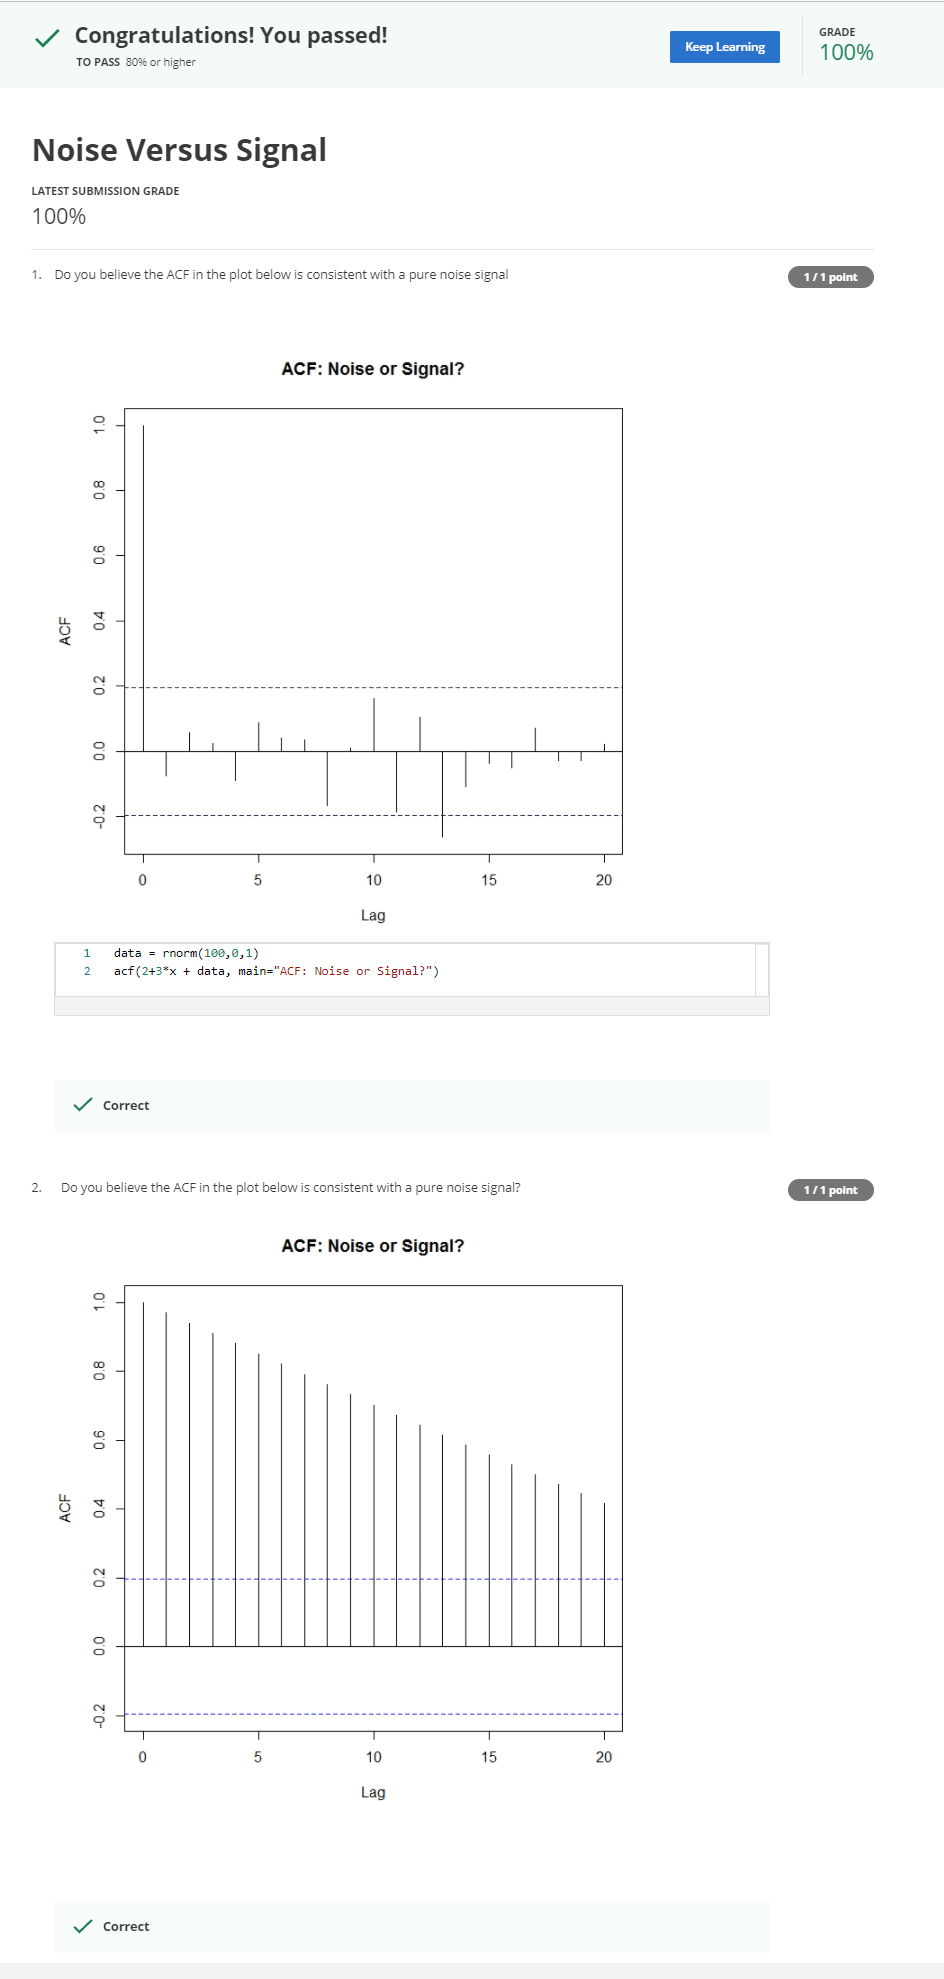 Congratulations! You passed!
TO PASS 80% or higher
Keep Learning
GRADE
100%
Noise Versus Signal
LATEST SUBMISSION GRADE
100%
1. Do you believe the ACF in the plot below is consistent with a pure noise signal
1 / 1 point
ACF: Noise or Signal?
1.0
0.8
0.6
0.4
0.2
0.0
-0.2
ACF
0 5 10 15 20
Lag
1 data = rnorm(100,0,1)
2 acf(2+3*x + data, main="ACF: Noise or Signal?")
Correct
2. Do you believe the ACF in the plot below is consistent with a pure noise signal?
1 / 1 point
ACF: Noise or Signal?
1.0
0.8
0.6
0.4
0.2
0.0
-0.2
ACF
0 5 10 15 20
Lag
Correct